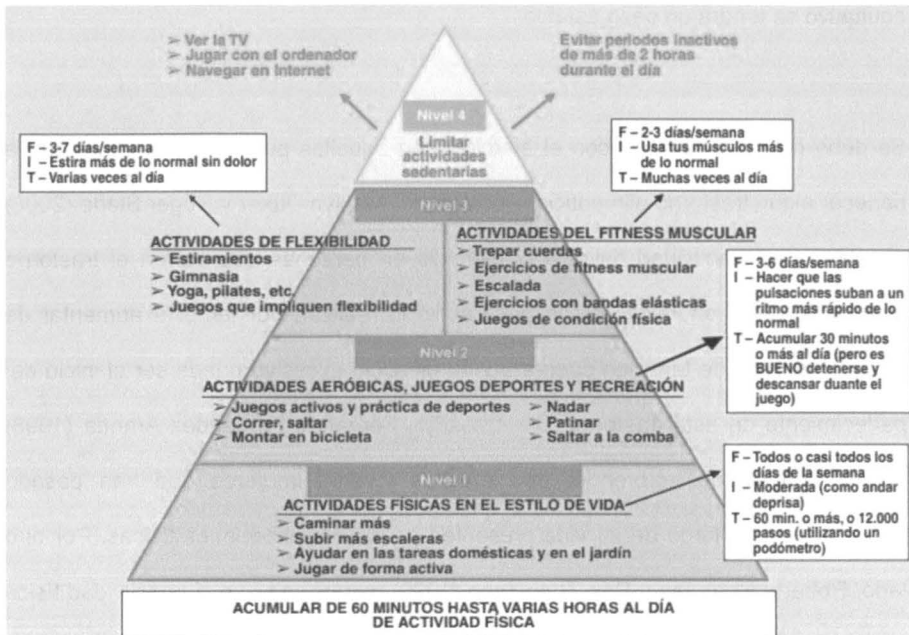 ➢ Ver la TV
➢ Jugar con el ordenador
➢ Navegar en Internet
Evitar periodos inactivos
de más de 2 horas
durante el día
Nivel 4
Limitar
actividades
sedentarias
F – 3-7 días/semana
I – Estira más de lo normal sin dolor
T – Varias veces al día
F – 2-3 días/semana
I – Usa tus músculos más
de lo normal
T – Muchas veces al día
Nivel 3
ACTIVIDADES DE FLEXIBILIDAD
➢ Estiramientos
➢ Gimnasia
➢ Yoga, pilates, etc.
➢ Juegos que impliquen flexibilidad
ACTIVIDADES DEL FITNESS MUSCULAR
➢ Trepar cuerdas
➢ Ejercicios de fitness muscular
➢ Escalada
➢ Ejercicios con bandas elásticas
➢ Juegos de condición física
F – 3-6 días/semana
I – Hacer que las
pulsaciones suban a un
ritmo más rápido de lo
normal
T – Acumular 30 minutos
o más al día (pero es
BUENO detenerse y
descansar duante el
juego)
Nivel 2
ACTIVIDADES AERÓBICAS, JUEGOS DEPORTES Y RECREACIÓN
➢ Juegos activos y práctica de deportes
➢ Correr, saltar
➢ Montar en bicicleta
➢ Nadar
➢ Patinar
➢ Saltar a la comba
F – Todos o casi todos los
días de la semana
I – Moderada (como andar
deprisa)
T – 60 min. o más, o 12.000
pasos (utilizando un
podómetro)
Nivel 1
ACTIVIDADES FÍSICAS EN EL ESTILO DE VIDA
➢ Caminar más
➢ Subir más escaleras
➢ Ayudar en las tareas domésticas y en el jardín
➢ Jugar de forma activa
ACUMULAR DE 60 MINUTOS HASTA VARIAS HORAS AL DÍA
DE ACTIVIDAD FÍSICA